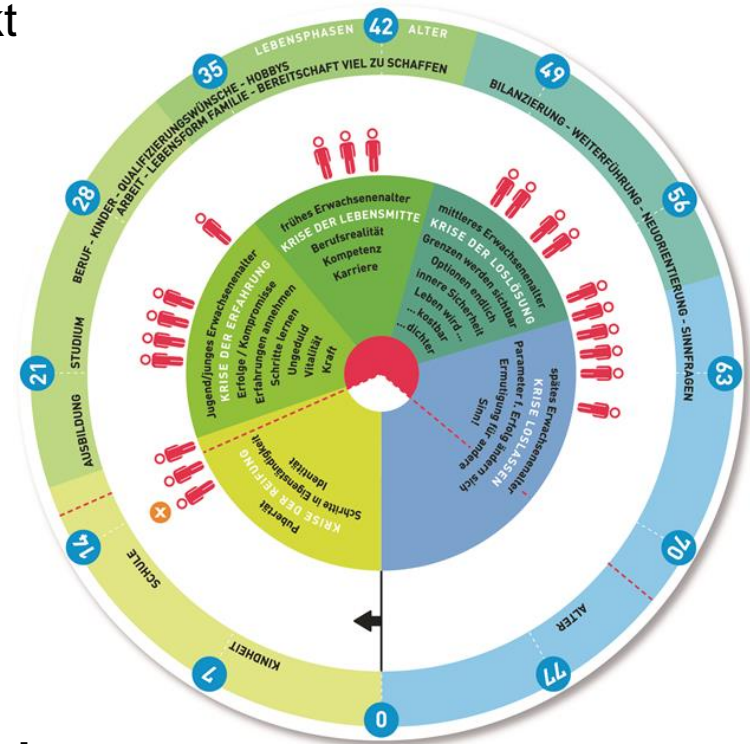 kt
LEBENSPHASEN
ALTER
0
7
14
21
28
35
42
49
56
63
70
77
KINDHEIT
SCHULE
AUSBILDUNG
STUDIUM
BERUF - KINDER - QUALIFIZIERUNGSWÜNSCHE - HOBBYS
ARBEIT - LEBENSFORM FAMILIE - BEREITSCHAFT VIEL ZU SCHAFFEN
BILANZIERUNG - WEITERFÜHRUNG - NEUORIENTIERUNG - SINNFRAGEN
ALTER
x
Pubertät
KRISE DER REIFUNG
Schritte in Eigenständigkeit
Identität
Jugend/junges Erwachsenenalter
KRISE DER ERFAHRUNG
Erfolge / Kompromisse
Erfahrungen annehmen
Schritte lernen
Ungeduld
Vitalität
Kraft
frühes Erwachsenenalter
KRISE DER LEBENSMITTE
Berufsrealität
Kompetenz
Karriere
mittleres Erwachsenenalter
KRISE DER LOSLÖSUNG
Grenzen werden sichtbar
Optionen endlich
innere Sicherheit
Leben wird ...
... kostbar
... dichter
spätes Erwachsenenalter
KRISE LOSLASSEN
Parameter f. Erfolg ändern sich
Ermutigung für andere
Sinn!